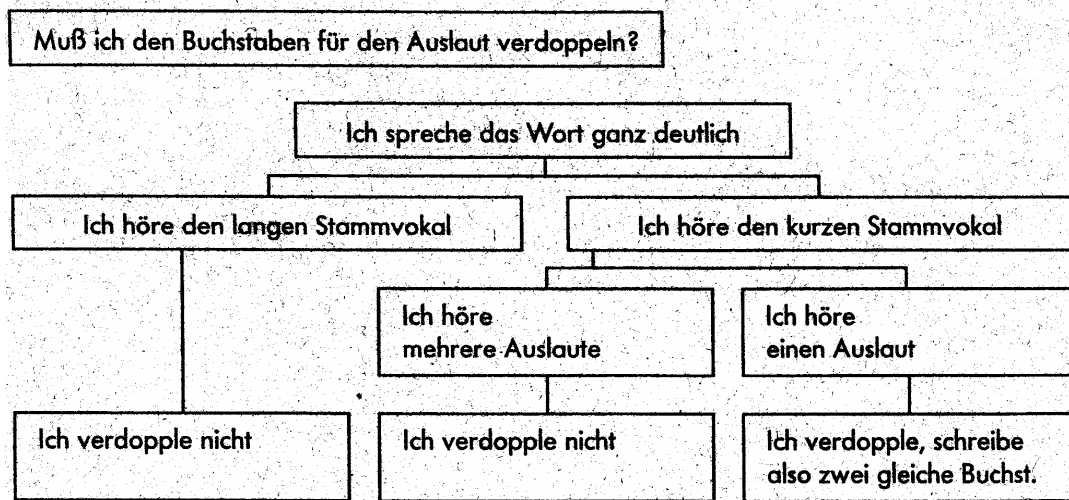 Muß ich den Buchstaben für den Auslaut verdoppeln?
Ich spreche das Wort ganz deutlich
Ich höre den langen Stammvokal
Ich höre den kurzen Stammvokal
Ich höre
mehrere Auslaute
Ich höre
einen Auslaut
Ich verdopple nicht
Ich verdopple nicht
Ich verdopple, schreibe
also zwei gleiche Buchst.